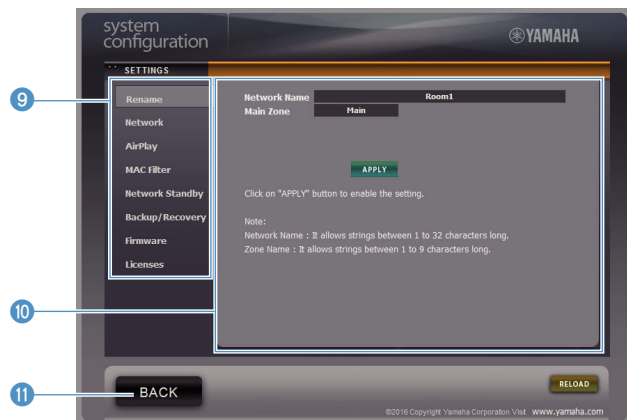 system
configuration
YAMAHA
SETTINGS
9
Rename
Network
AirPlay
MAC Filter
Network Standby
Backup/Recovery
Firmware
Licenses
Network Name Room1
Main Zone Main
APPLY
Click on "APPLY" button to enable the setting.
Note:
Network Name : It allows strings between 1 to 32 characters long.
Zone Name : It allows strings between 1 to 9 characters long.
10
11
BACK
RELOAD
©2016 Copyright Yamaha Corporation Visit www.yamaha.com